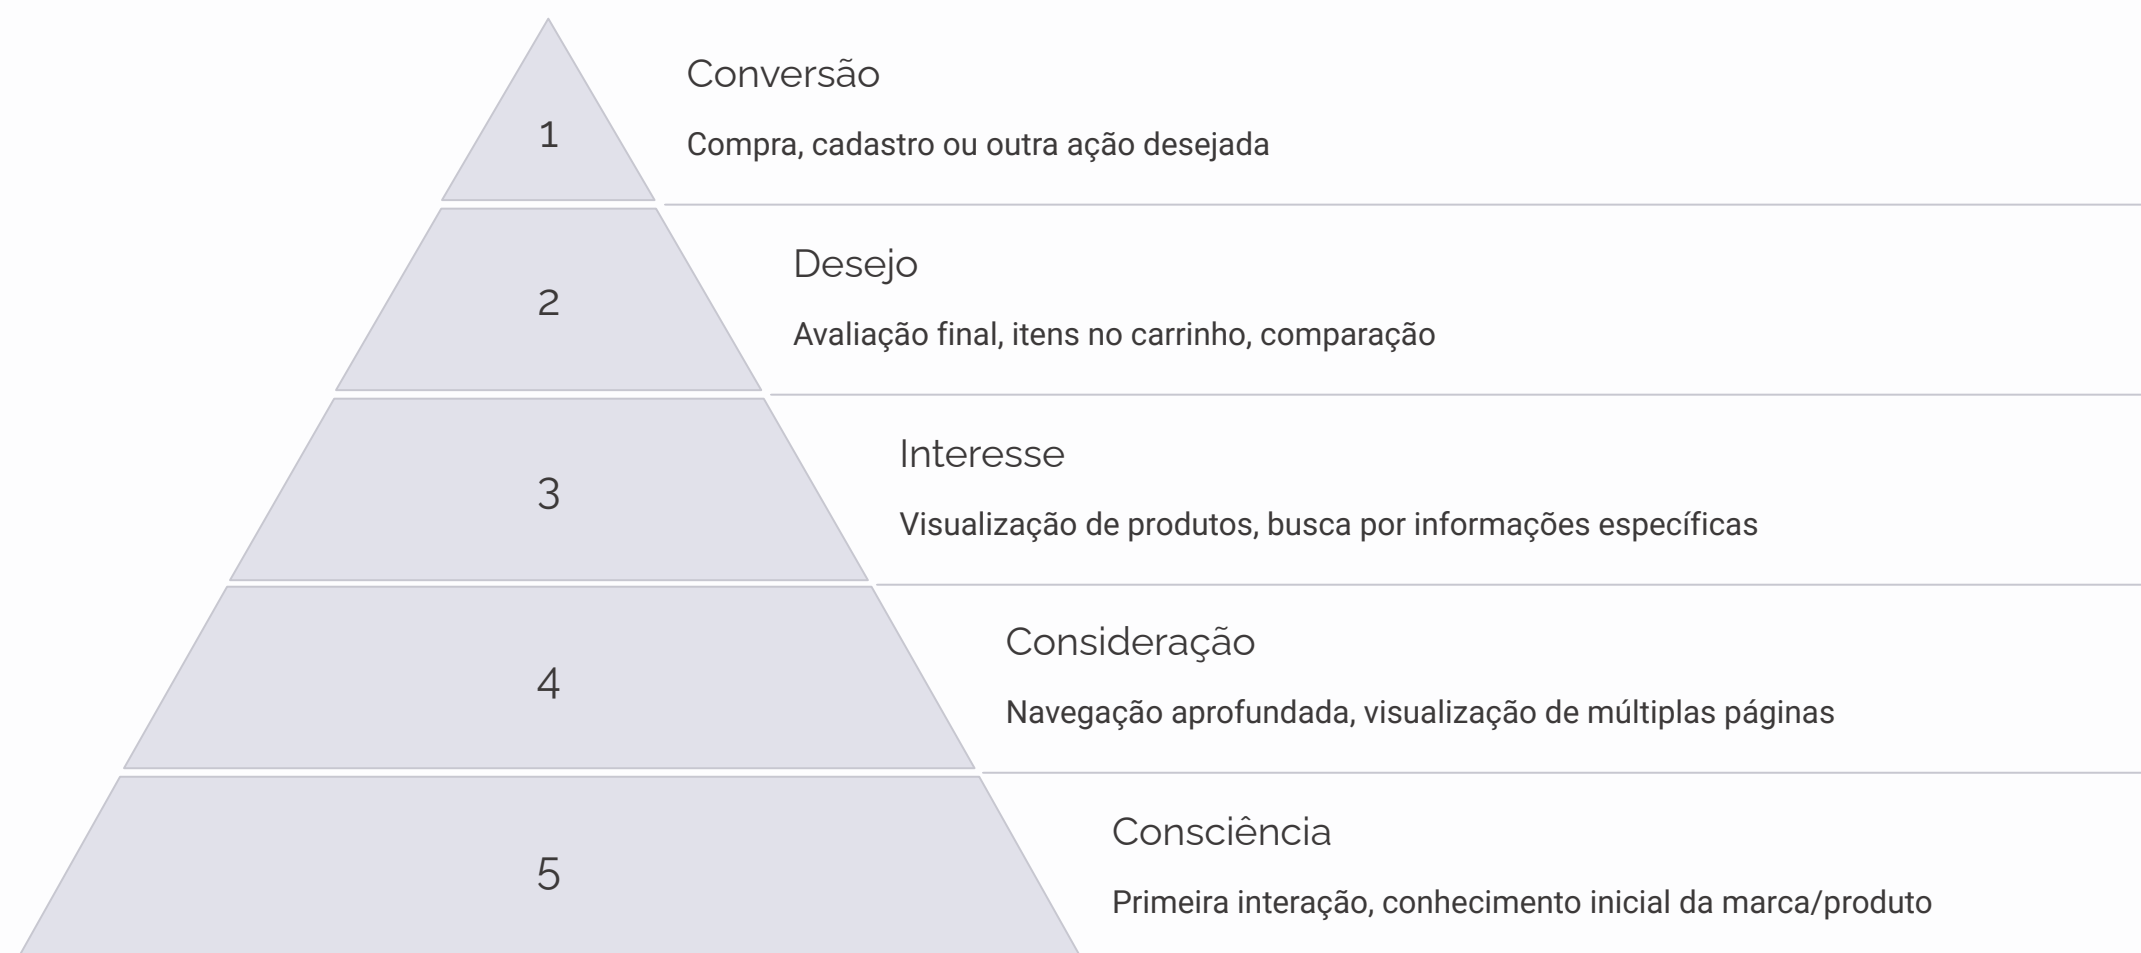 Conversão
1
Compra, cadastro ou outra ação desejada
Desejo
2
Avaliação final, itens no carrinho, comparação
Interesse
3
Visualização de produtos, busca por informações específicas
Consideração
4
Navegação aprofundada, visualização de múltiplas páginas
Consciência
5
Primeira interação, conhecimento inicial da marca/produto